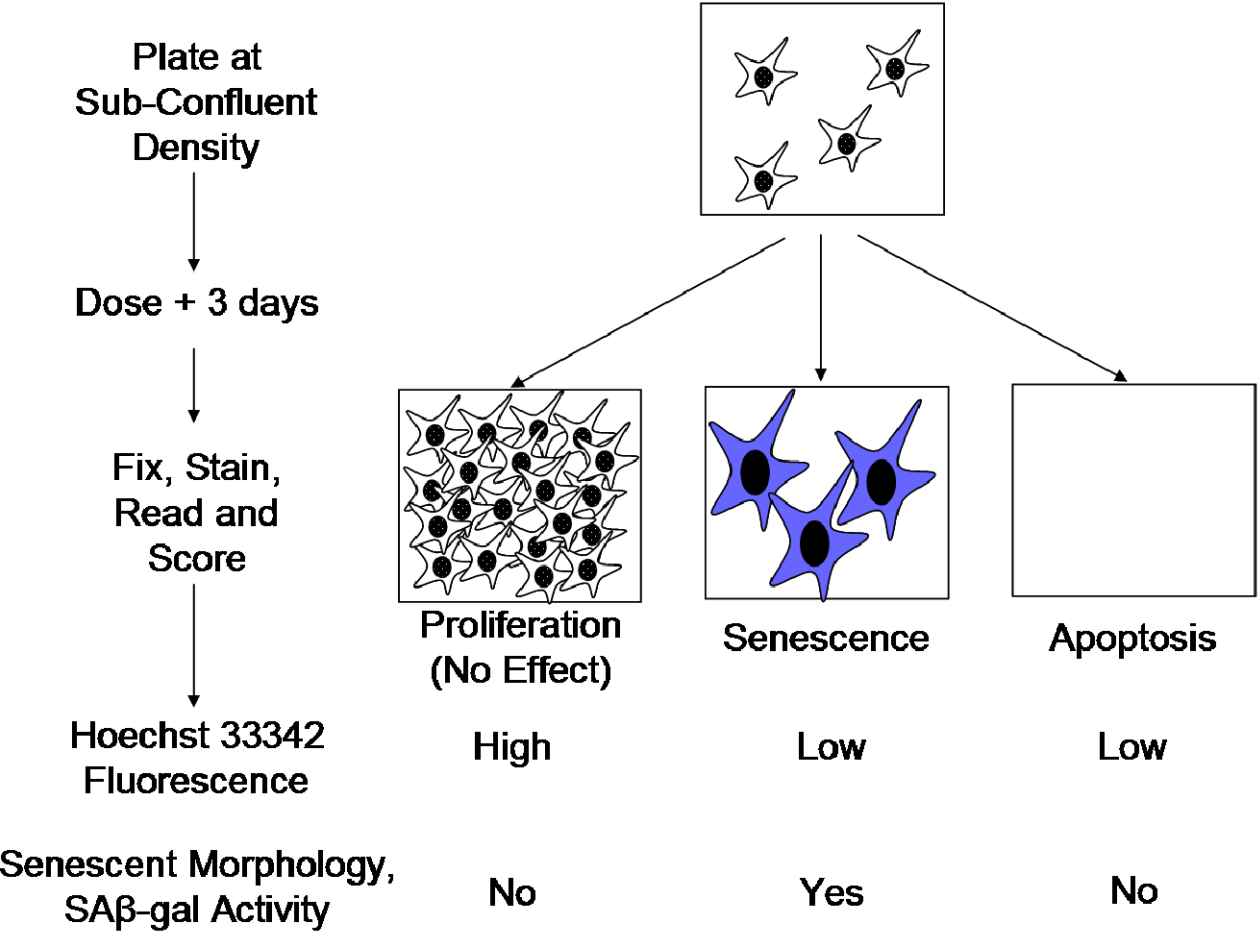 Plate at
Sub-Confluent
Density
Dose + 3 days
Fix, Stain,
Read and
Score
Proliferation
(No Effect)
Senescence
Apoptosis
Hoechst 33342
Fluorescence
High
Low
Low
Senescent Morphology,
SAβ-gal Activity
No
Yes
No